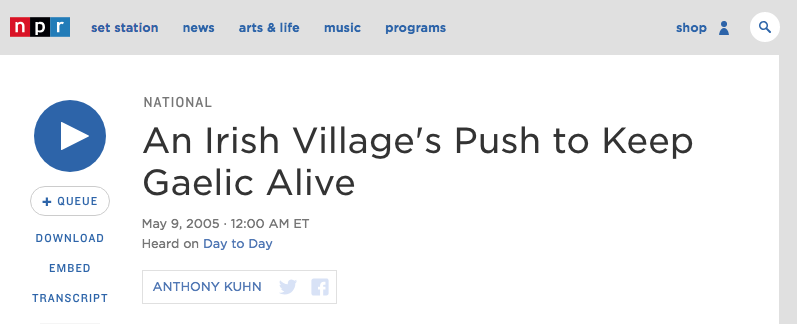 npr set station news arts & life music programs shop
NATIONAL
An Irish Village's Push to Keep
Gaelic Alive
May 9, 2005 · 12:00 AM ET
Heard on Day to Day
+ QUEUE
DOWNLOAD
EMBED
TRANSCRIPT
ANTHONY KUHN